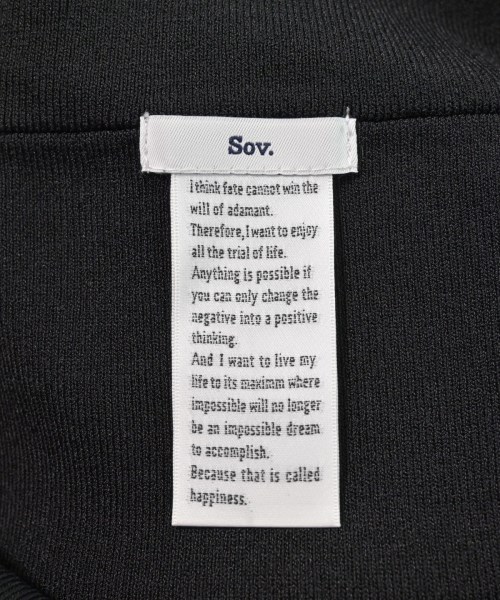 Sov.
I think fate cannot win the
will of adamant.
Therefore, I want to enjoy
all the trial of life.
Anything is possible if
you can only change the
negative into a positive
thinking.
And I want to live my
life to its maximm where
impossible will no longer
be an impossible dream
to accomplish.
Because that is called
happiness.